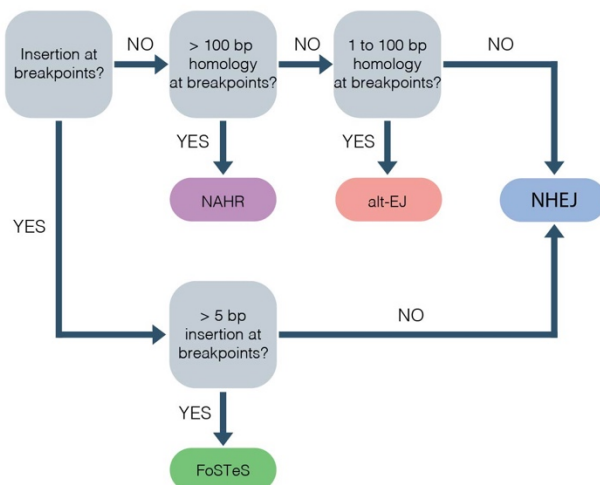 Insertion at
breakpoints?
NO
> 100 bp
homology
at breakpoints?
NO
1 to 100 bp
homology
at breakpoints?
NO
YES
YES
NAHR
alt-EJ
NHEJ
YES
> 5 bp
insertion at
breakpoints?
NO
YES
FoSTeS